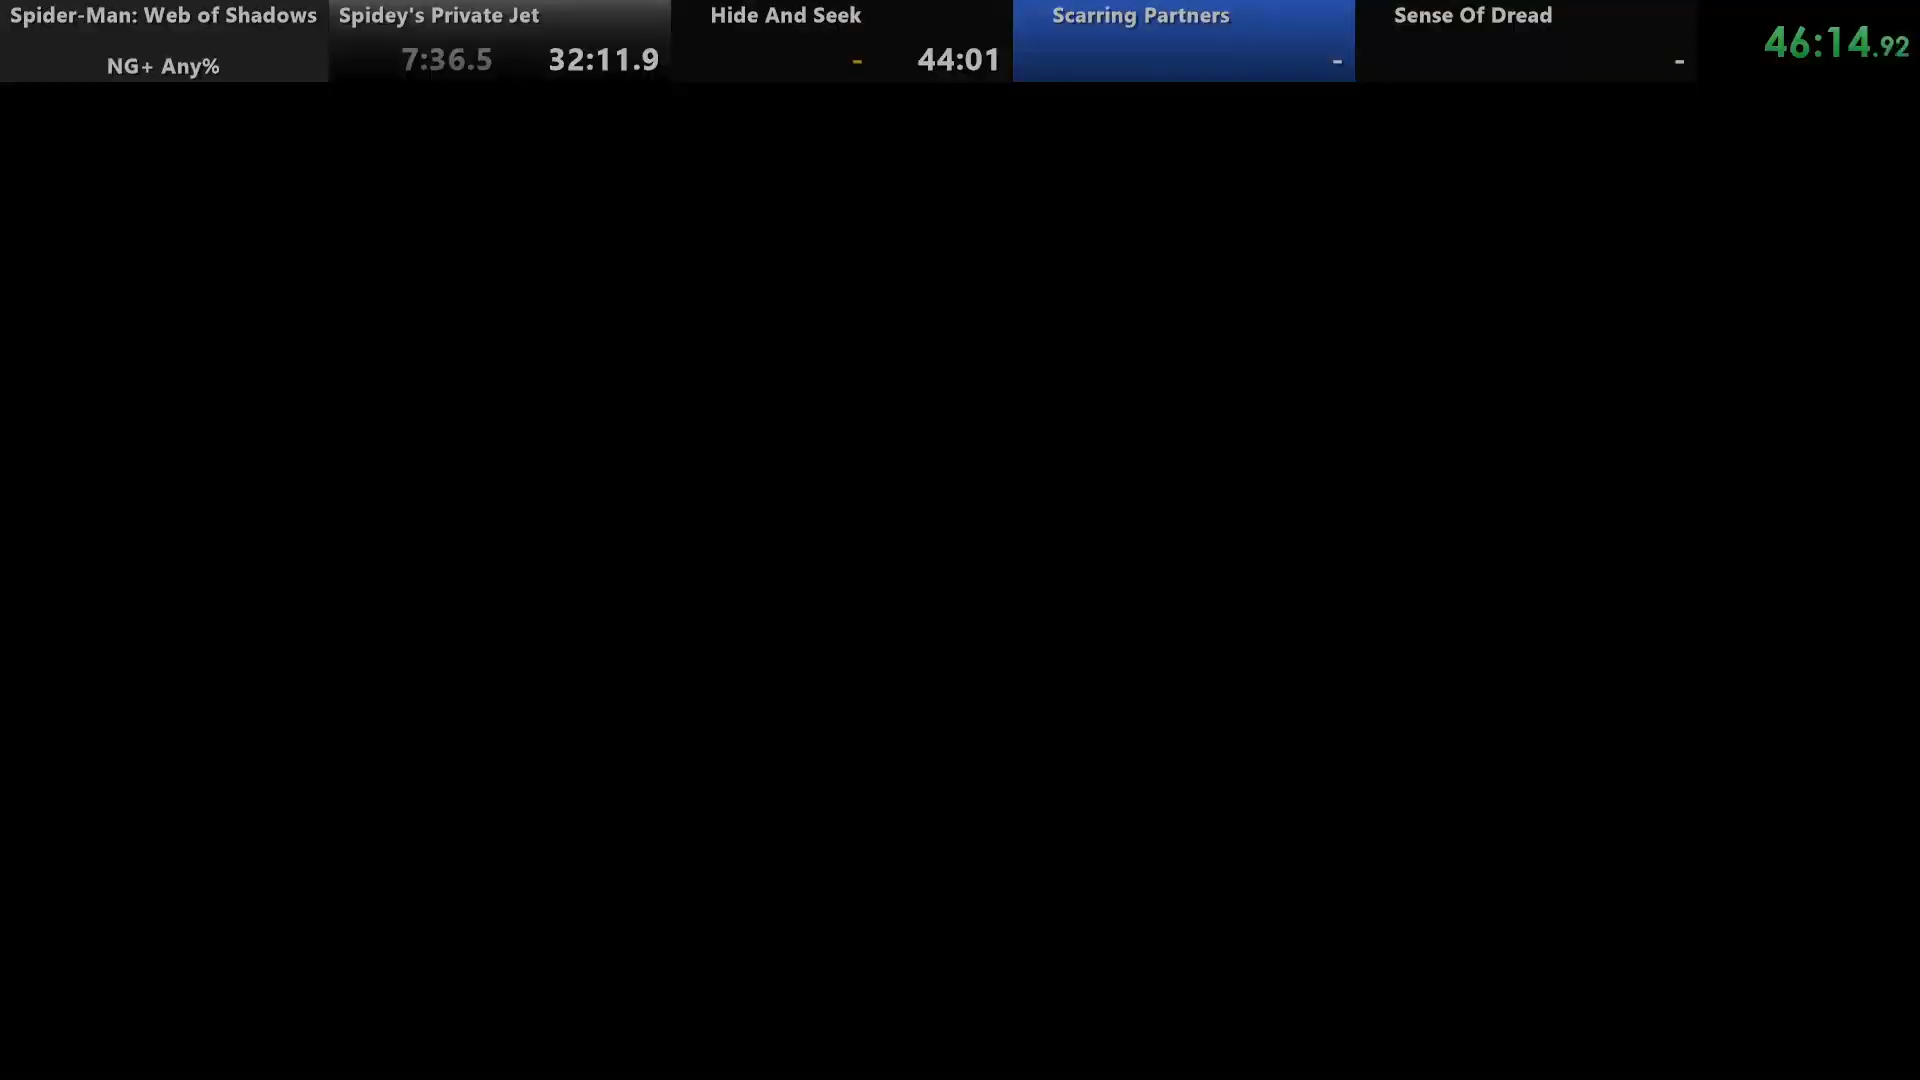 Spider-Man: Web of Shadows
NG+ Any%
Spidey's Private Jet
7:36.5 32:11.9
Hide And Seek
- 44:01
Scarring Partners
-
Sense Of Dread
-
46:14.92